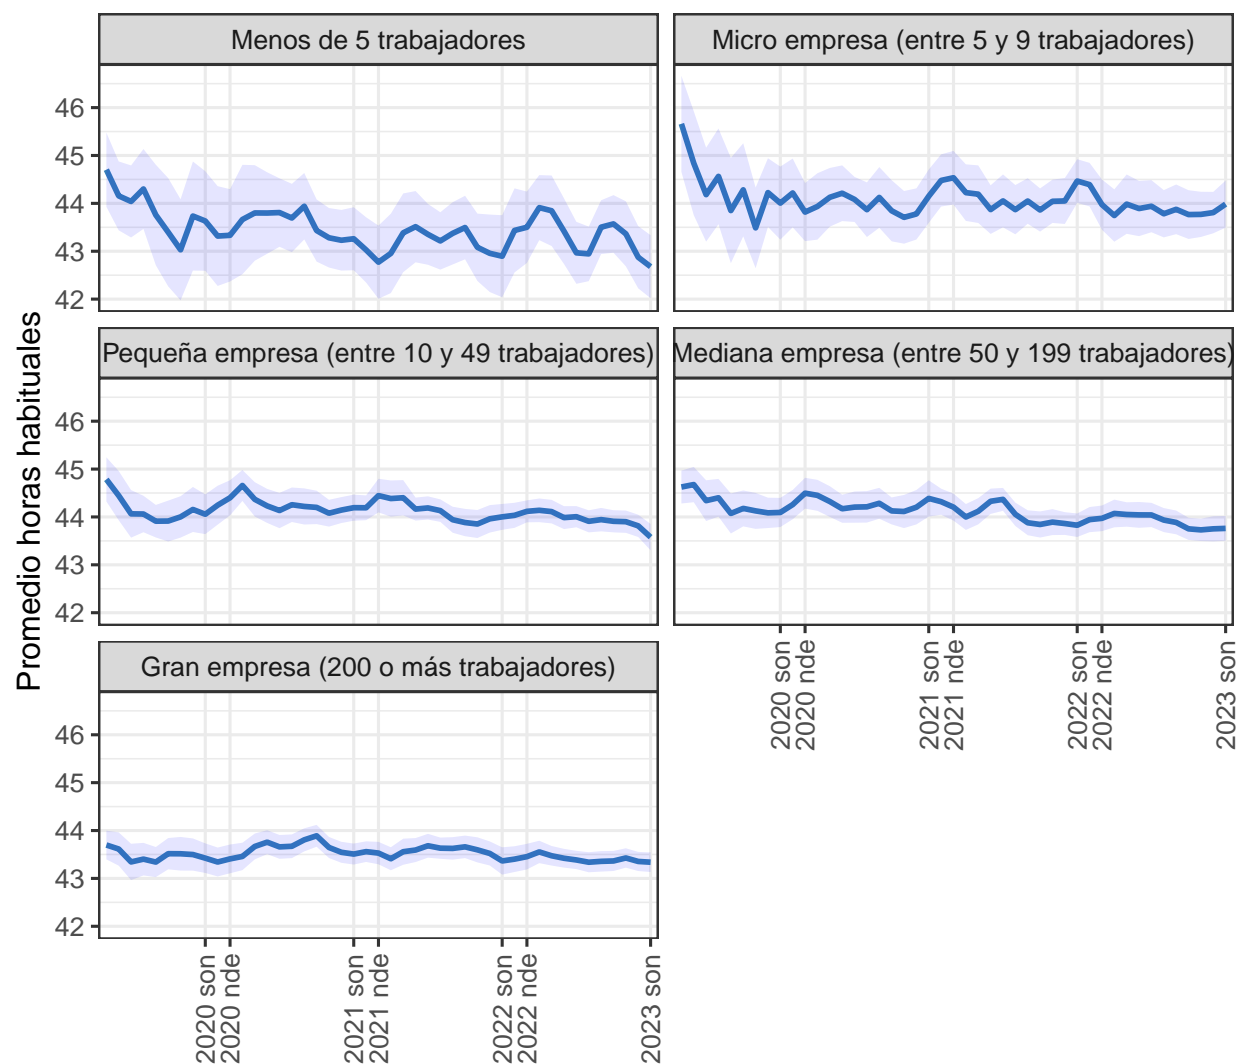 Menos de 5 trabajadores
Micro empresa (entre 5 y 9 trabajadores)
46
45
44
43
42
Pequeña empresa (entre 10 y 49 trabajadores)
Mediana empresa (entre 50 y 199 trabajadores)
46
45
44
43
42
Promedio horas habituales
2020 son
2020 nde
2021 son
2021 nde
2022 son
2022 nde
2023 son
Gran empresa (200 o más trabajadores)
46
45
44
43
42
2020 son
2020 nde
2021 son
2021 nde
2022 son
2022 nde
2023 son